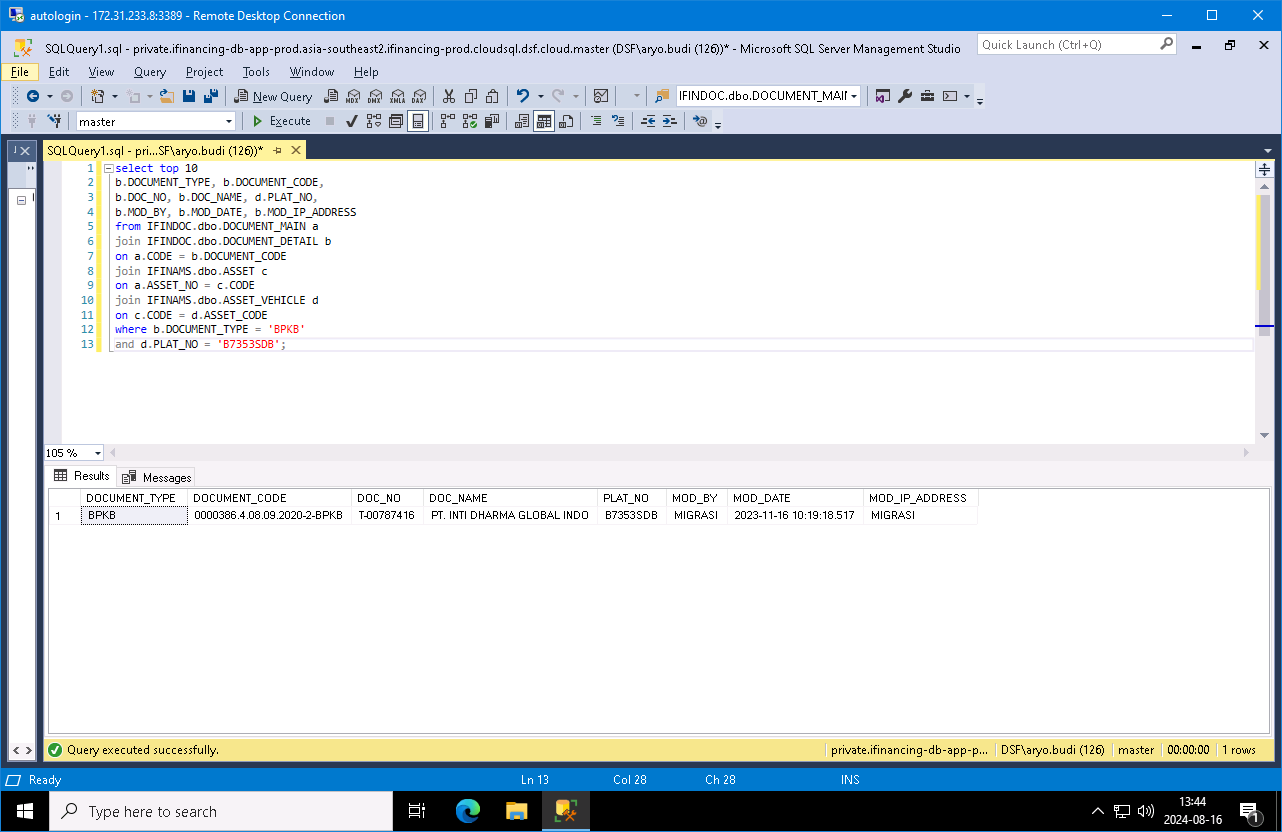 autologin - 172.31.233.8:3389 - Remote Desktop Connection
SQLQuery1.sql - private.ifinancing-db-app-prod.asia-southeast2.ifinancing-prod.cloudsql.dsf.cloud.master (DSF\aryo.budi (126))* - Microsoft SQL Server Management Studio
Quick Launch (Ctrl+Q)
File Edit View Query Project Tools Window Help
New Query MDX DMX XMLA DAX IFINDOC.dbo.DOCUMENT_MAIN
master Execute
SQLQuery1.sql - pri...SF\aryo.budi (126))*
1 select top 10
2 b.DOCUMENT_TYPE, b.DOCUMENT_CODE,
3 b.DOC_NO, b.DOC_NAME, d.PLAT_NO,
4 b.MOD_BY, b.MOD_DATE, b.MOD_IP_ADDRESS
5 from IFINDOC.dbo.DOCUMENT_MAIN a
6 join IFINDOC.dbo.DOCUMENT_DETAIL b
7 on a.CODE = b.DOCUMENT_CODE
8 join IFINAMS.dbo.ASSET c
9 on a.ASSET_NO = c.CODE
10 join IFINAMS.dbo.ASSET_VEHICLE d
11 on c.CODE = d.ASSET_CODE
12 where b.DOCUMENT_TYPE = 'BPKB'
13 and d.PLAT_NO = 'B7353SDB';
105 %
Results Messages
DOCUMENT_TYPE DOCUMENT_CODE DOC_NO DOC_NAME PLAT_NO MOD_BY MOD_DATE MOD_IP_ADDRESS
1 BPKB 0000386.4.08.09.2020-2-BPKB T-00787416 PT. INTI DHARMA GLOBAL INDO B7353SDB MIGRASI 2023-11-16 10:19:18.517 MIGRASI
Query executed successfully. private.ifinancing-db-app-p... DSF\aryo.budi (126) master 00:00:00 1 rows
Ready Ln 13 Col 28 Ch 28 INS
Type here to search
13:44
2024-08-16
1